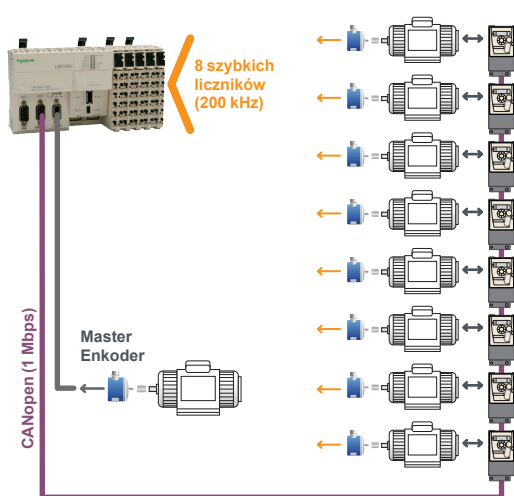 8 szybkich
liczników
(200 kHz)
Master
Enkoder
CANopen (1 Mbps)